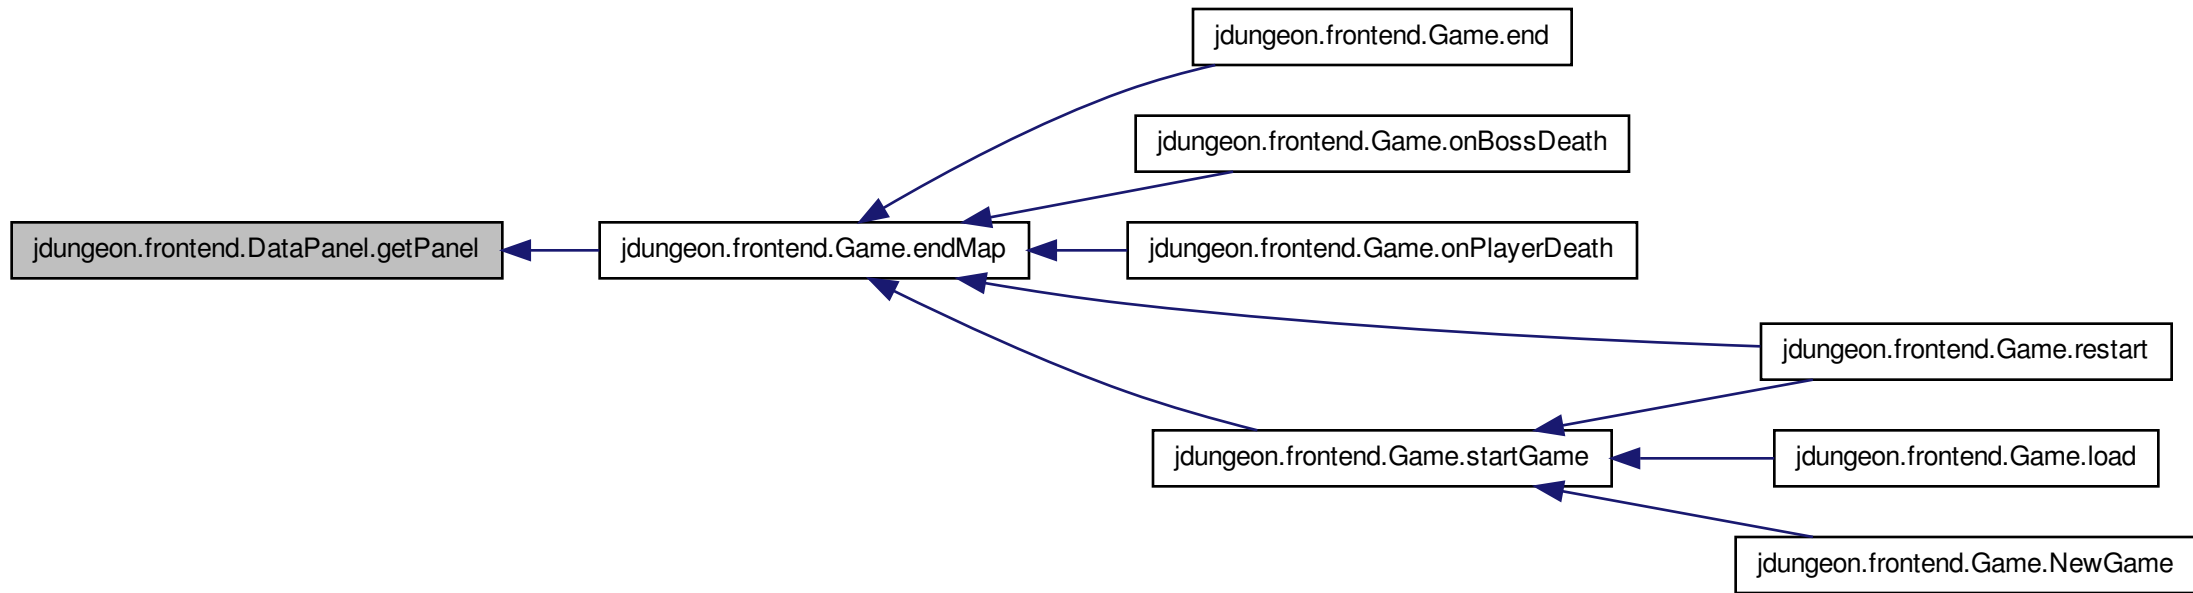 jdungeon.frontend.Game.end
jdungeon.frontend.Game.onBossDeath
jdungeon.frontend.DataPanel.getPanel
jdungeon.frontend.Game.endMap
jdungeon.frontend.Game.onPlayerDeath
jdungeon.frontend.Game.restart
jdungeon.frontend.Game.startGame
jdungeon.frontend.Game.load
jdungeon.frontend.Game.NewGame